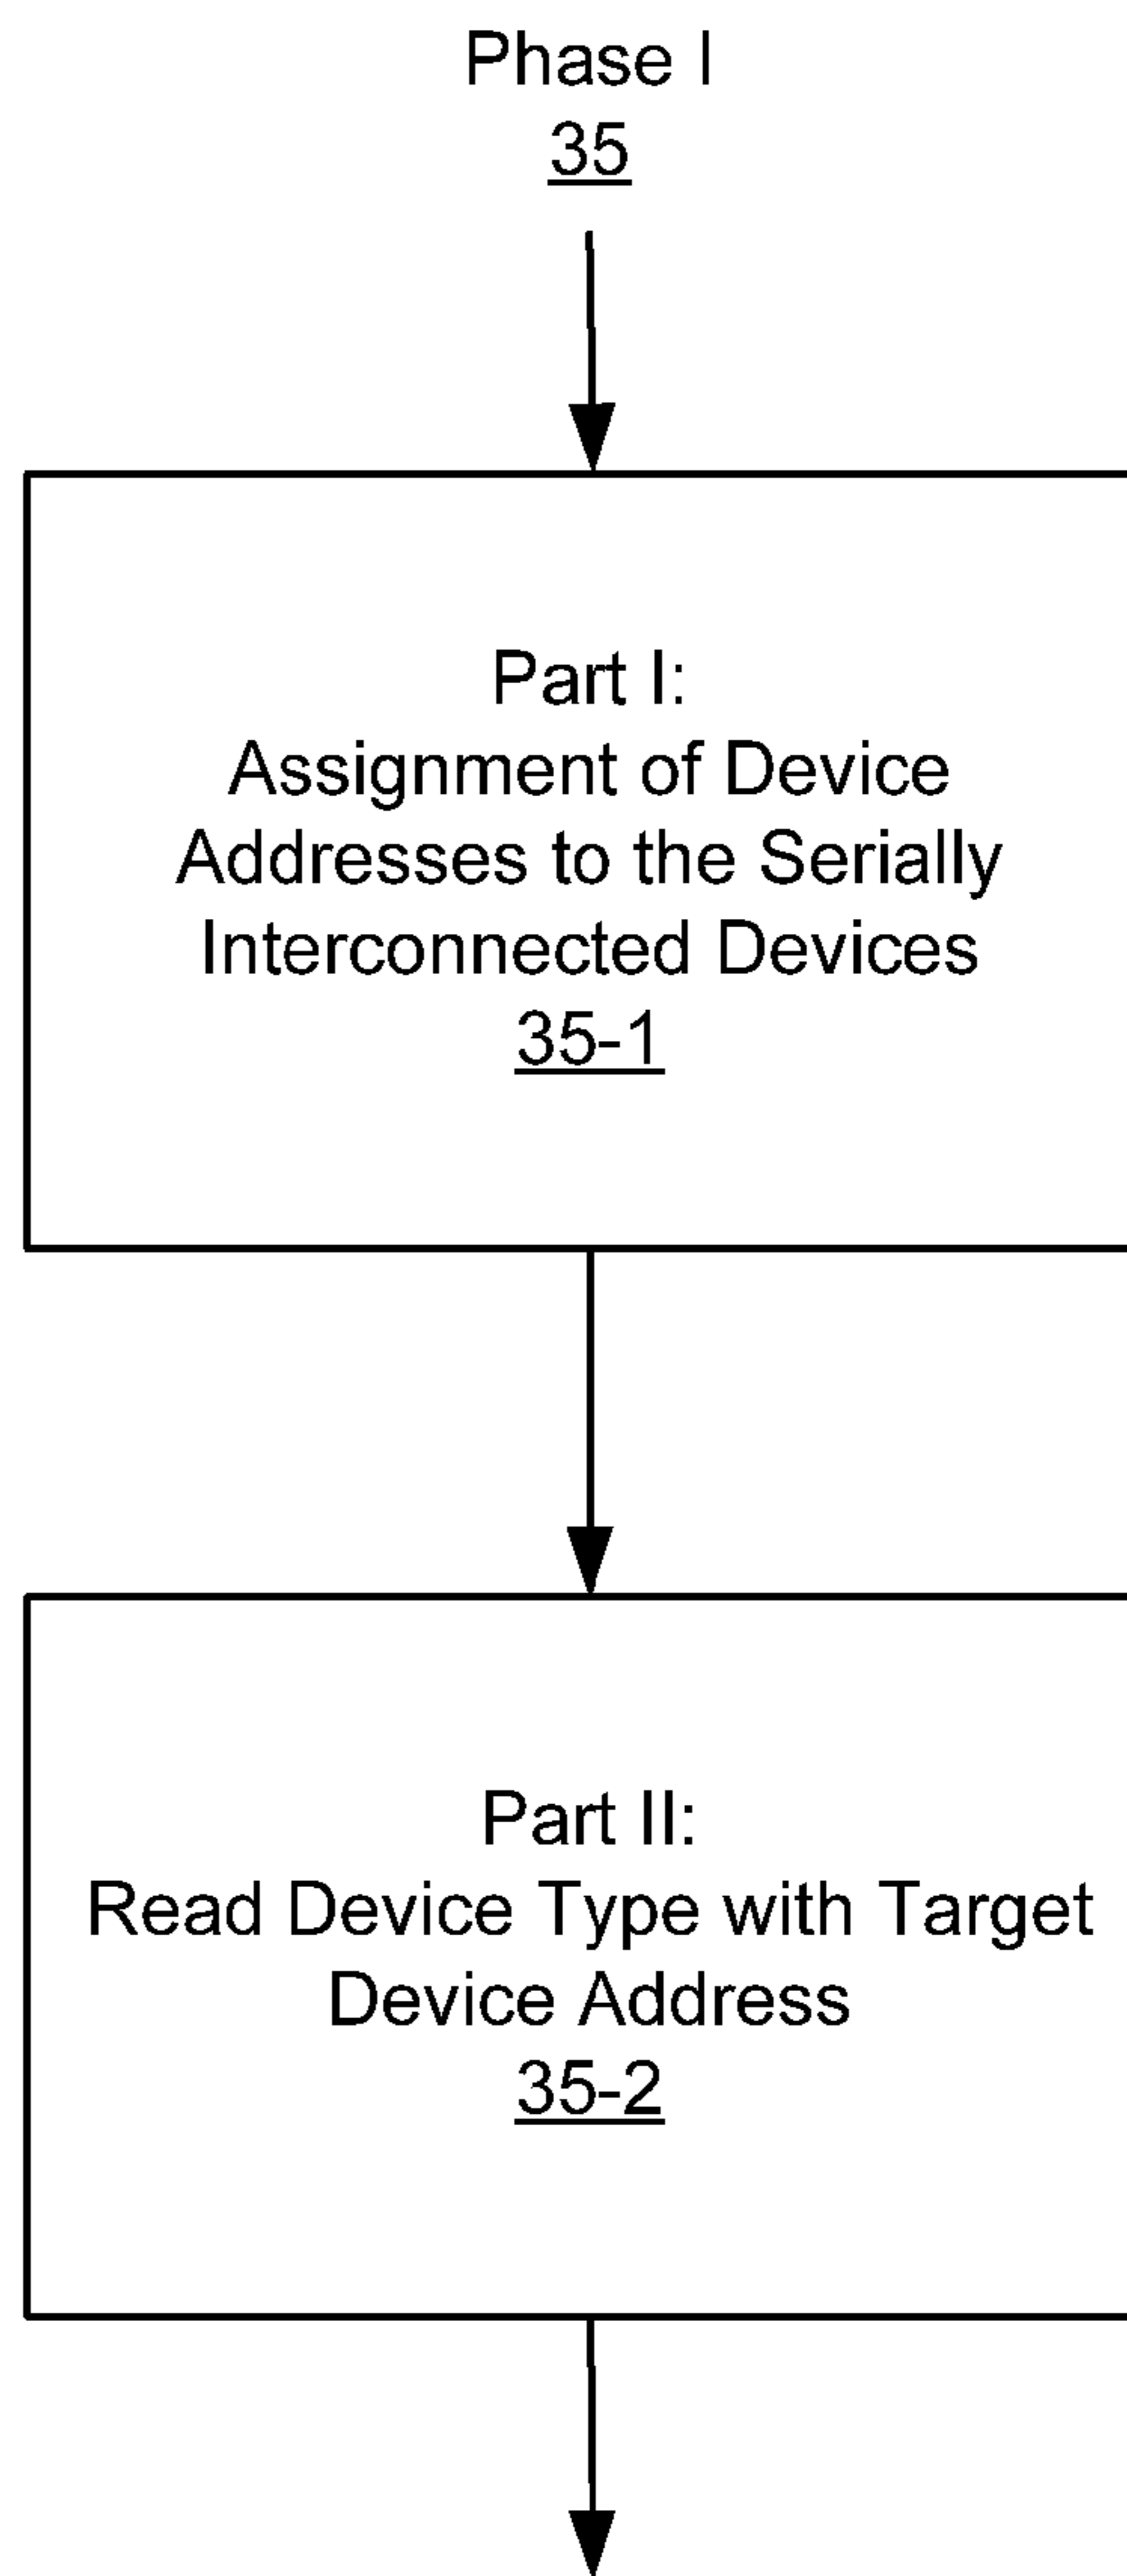 Phase I
35
Part I:
Assignment of Device
Addresses to the Serially
Interconnected Devices
35-1
Part II:
Read Device Type with Target
Device Address
35-2